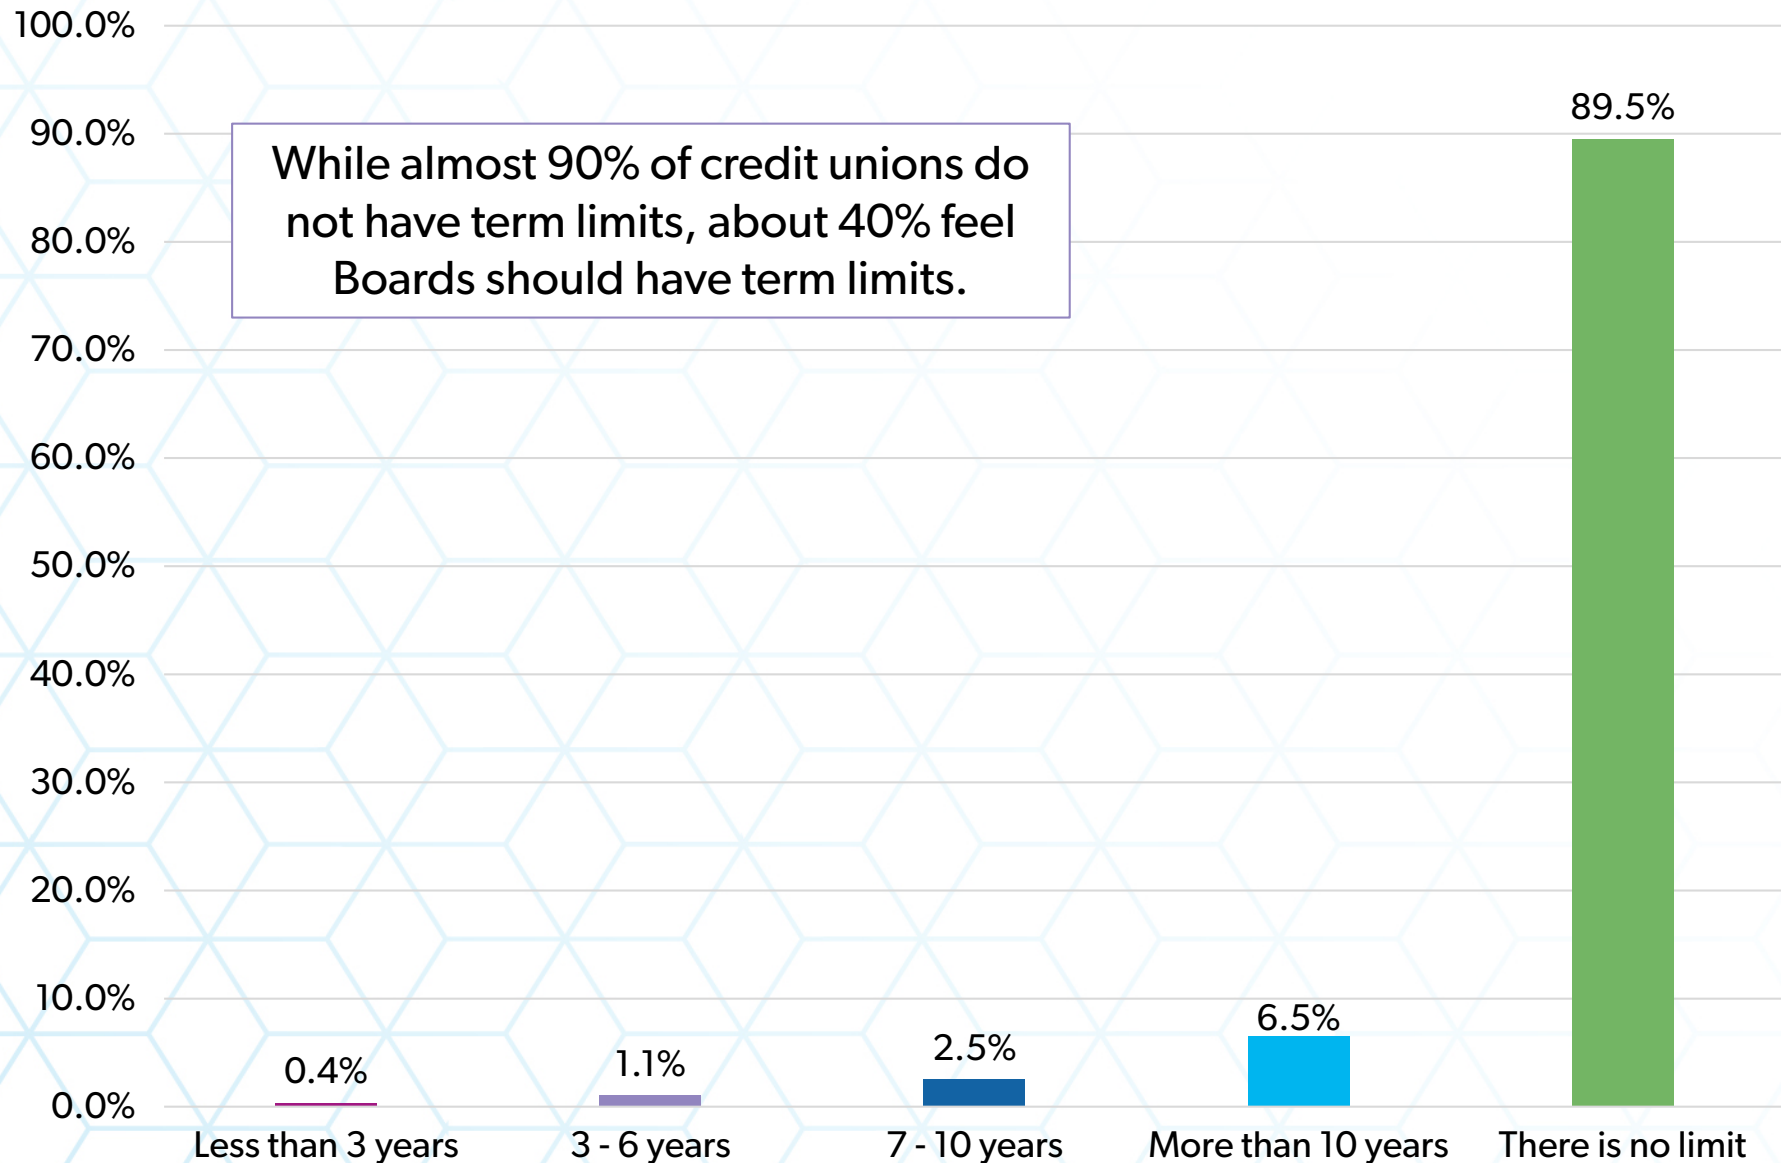 100.0%
90.0%
80.0%
70.0%
60.0%
50.0%
40.0%
30.0%
20.0%
10.0%
0.0%
While almost 90% of credit unions do
not have term limits, about 40% feel
Boards should have term limits.
0.4%
1.1%
2.5%
6.5%
89.5%
Less than 3 years
3 - 6 years
7 - 10 years
More than 10 years
There is no limit